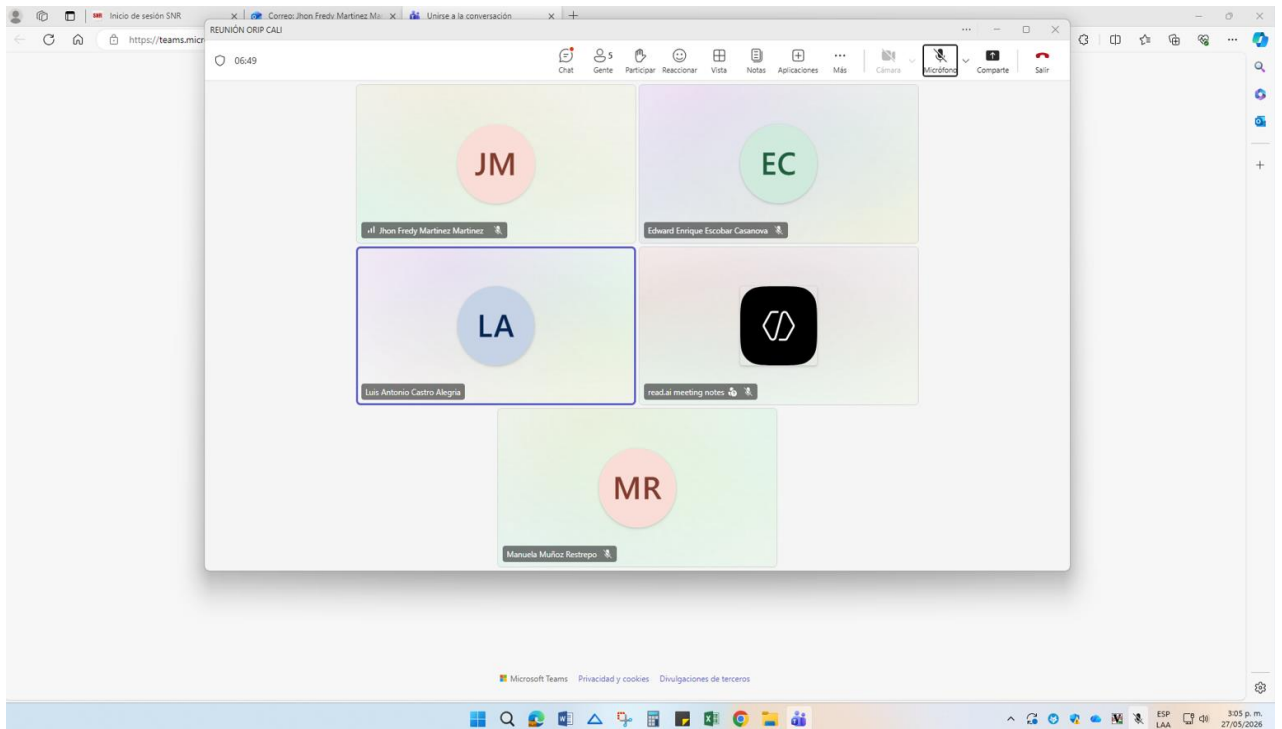 SNR Inicio de sesión SNR
Correo: Jhon Fredy Martinez Mar
Unirse a la conversación
https://teams.micr
REUNIÓN ORIP CALI
06:49
5
Chat Gente Participar Reaccionar Vista Notas Aplicaciones Más Cámara Micrófono Comparte Salir
JM
EC
Jhon Fredy Martinez Martinez
Edward Enrique Escobar Casanova
LA
Luis Antonio Castro Alegria
read.ai meeting notes
MR
Manuela Muñoz Restrepo
Microsoft Teams Privacidad y cookies Divulgaciones de terceros
ESP 3:05 p. m.
LAA 27/05/2026